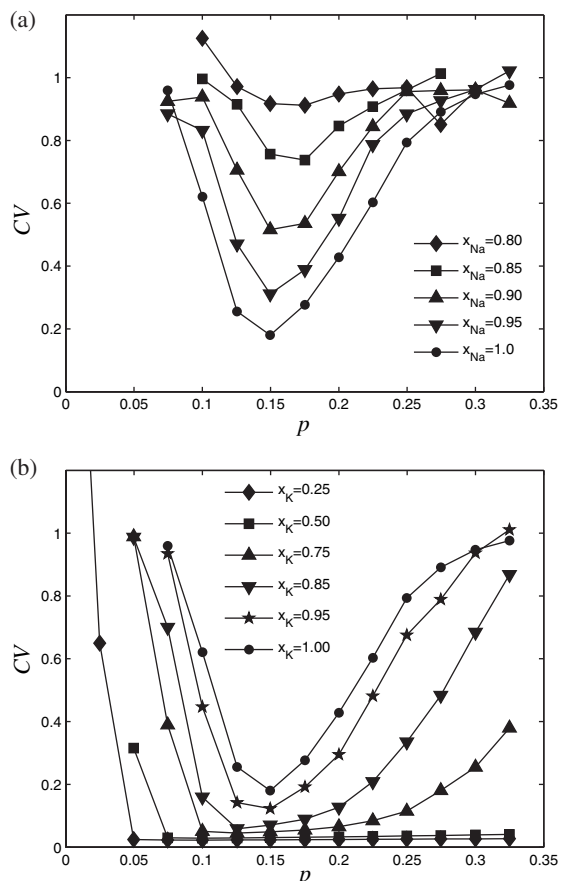 (a)
1
0.8
0.6
0.4
0.2
0
CV
x_Na=0.80
x_Na=0.85
x_Na=0.90
x_Na=0.95
x_Na=1.0
0 0.05 0.1 0.15 0.2 0.25 0.3 0.35
p
(b)
1
0.8
0.6
0.4
0.2
0
CV
x_K=0.25
x_K=0.50
x_K=0.75
x_K=0.85
x_K=0.95
x_K=1.00
0 0.05 0.1 0.15 0.2 0.25 0.3 0.35
p